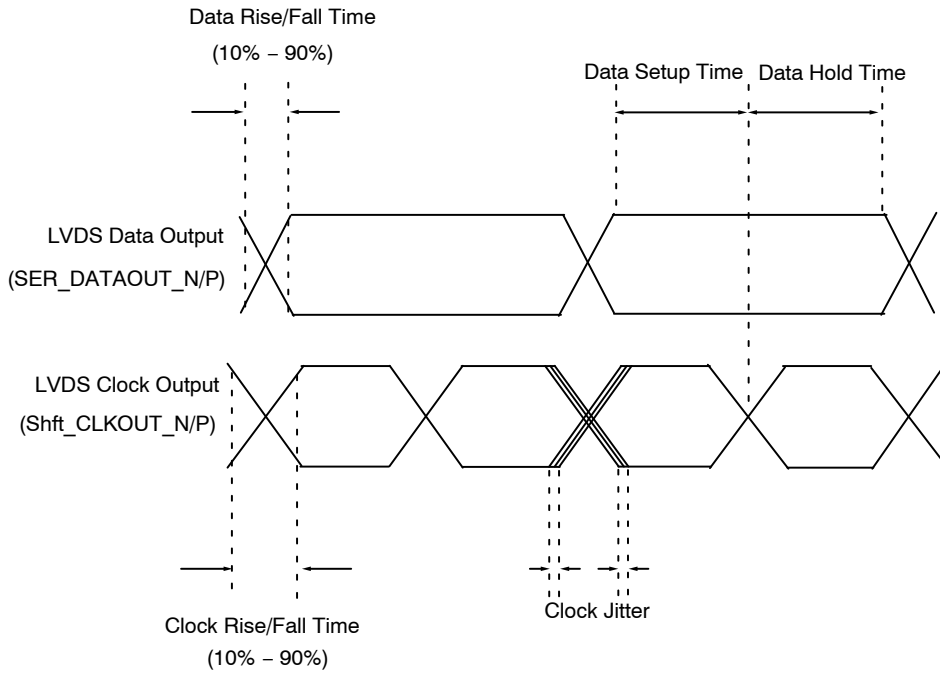 Data Rise/Fall Time
(10% – 90%)
Data Setup Time
Data Hold Time
LVDS Data Output
(SER_DATAOUT_N/P)
LVDS Clock Output
(Shft_CLKOUT_N/P)
Clock Jitter
Clock Rise/Fall Time
(10% – 90%)